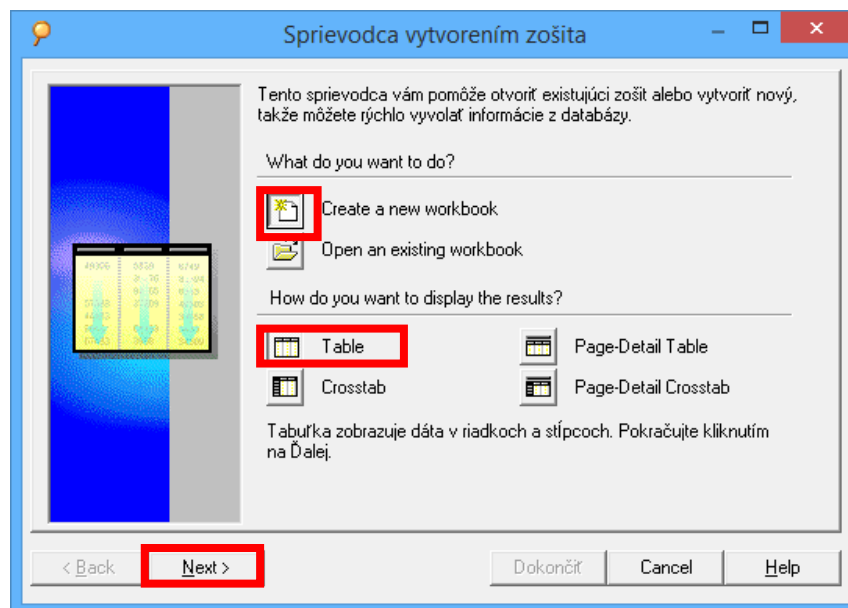 Sprievodca vytvorením zošita
Tento sprievodca vám pomôže otvoriť existujúci zošit alebo vytvoriť nový,
takže môžete rýchlo vyvolať informácie z databázy.
What do you want to do?
Create a new workbook
Open an existing workbook
How do you want to display the results?
Table
Page-Detail Table
Crosstab
Page-Detail Crosstab
Tabuľka zobrazuje dáta v riadkoch a stĺpcoch. Pokračujte kliknutím
na Ďalej.
< Back
Next >
Dokončiť
Cancel
Help